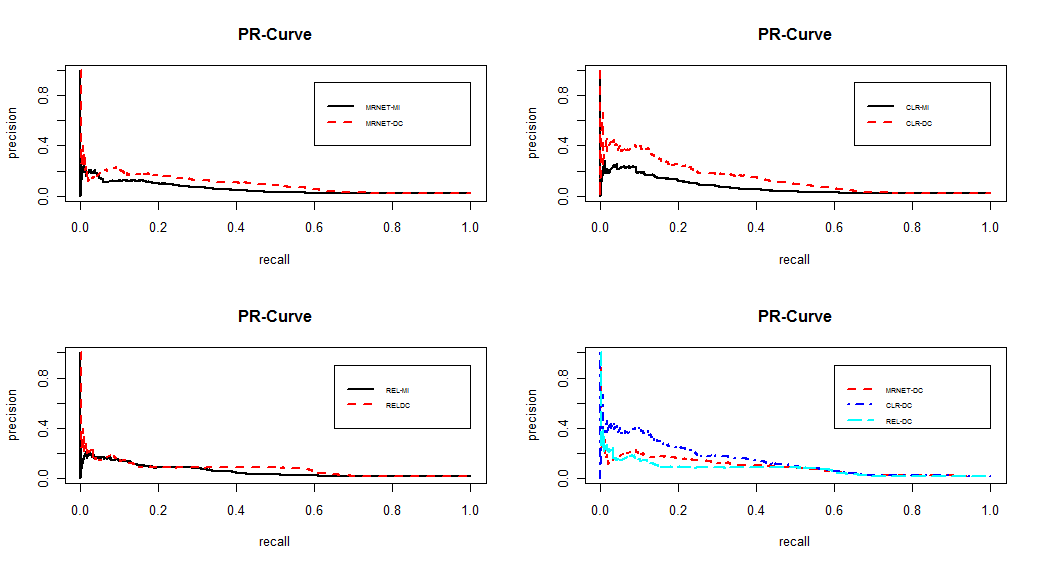 PR-Curve
precision
0.8
0.4
0.0
MRNET-MI
MRNET-DC
0.0 0.2 0.4 0.6 0.8 1.0
recall
PR-Curve
precision
0.8
0.4
0.0
CLR-MI
CLR-DC
0.0 0.2 0.4 0.6 0.8 1.0
recall
PR-Curve
precision
0.8
0.4
0.0
REL-MI
RELDC
0.0 0.2 0.4 0.6 0.8 1.0
recall
PR-Curve
precision
0.8
0.4
0.0
MRNET-DC
CLR-DC
REL-DC
0.0 0.2 0.4 0.6 0.8 1.0
recall